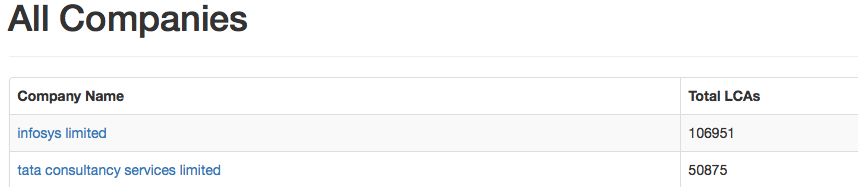 All Companies
Company Name Total LCAs
infosys limited 106951
tata consultancy services limited 50875